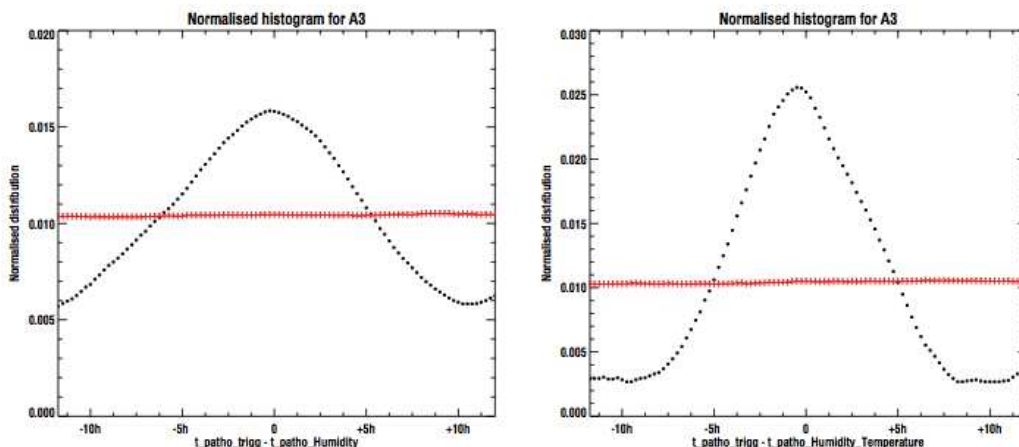 Normalised histogram for A3
0.020
0.015
0.010
0.005
0.000
Normalised distribution
-10h -5h 0 +5h +10h
t_patho_trigg - t_patho_Humidity
Normalised histogram for A3
0.030
0.025
0.020
0.015
0.010
0.005
0.000
Normalised distribution
-10h -5h 0 +5h +10h
t_patho_trigg - t_patho_Humidity_Temperature